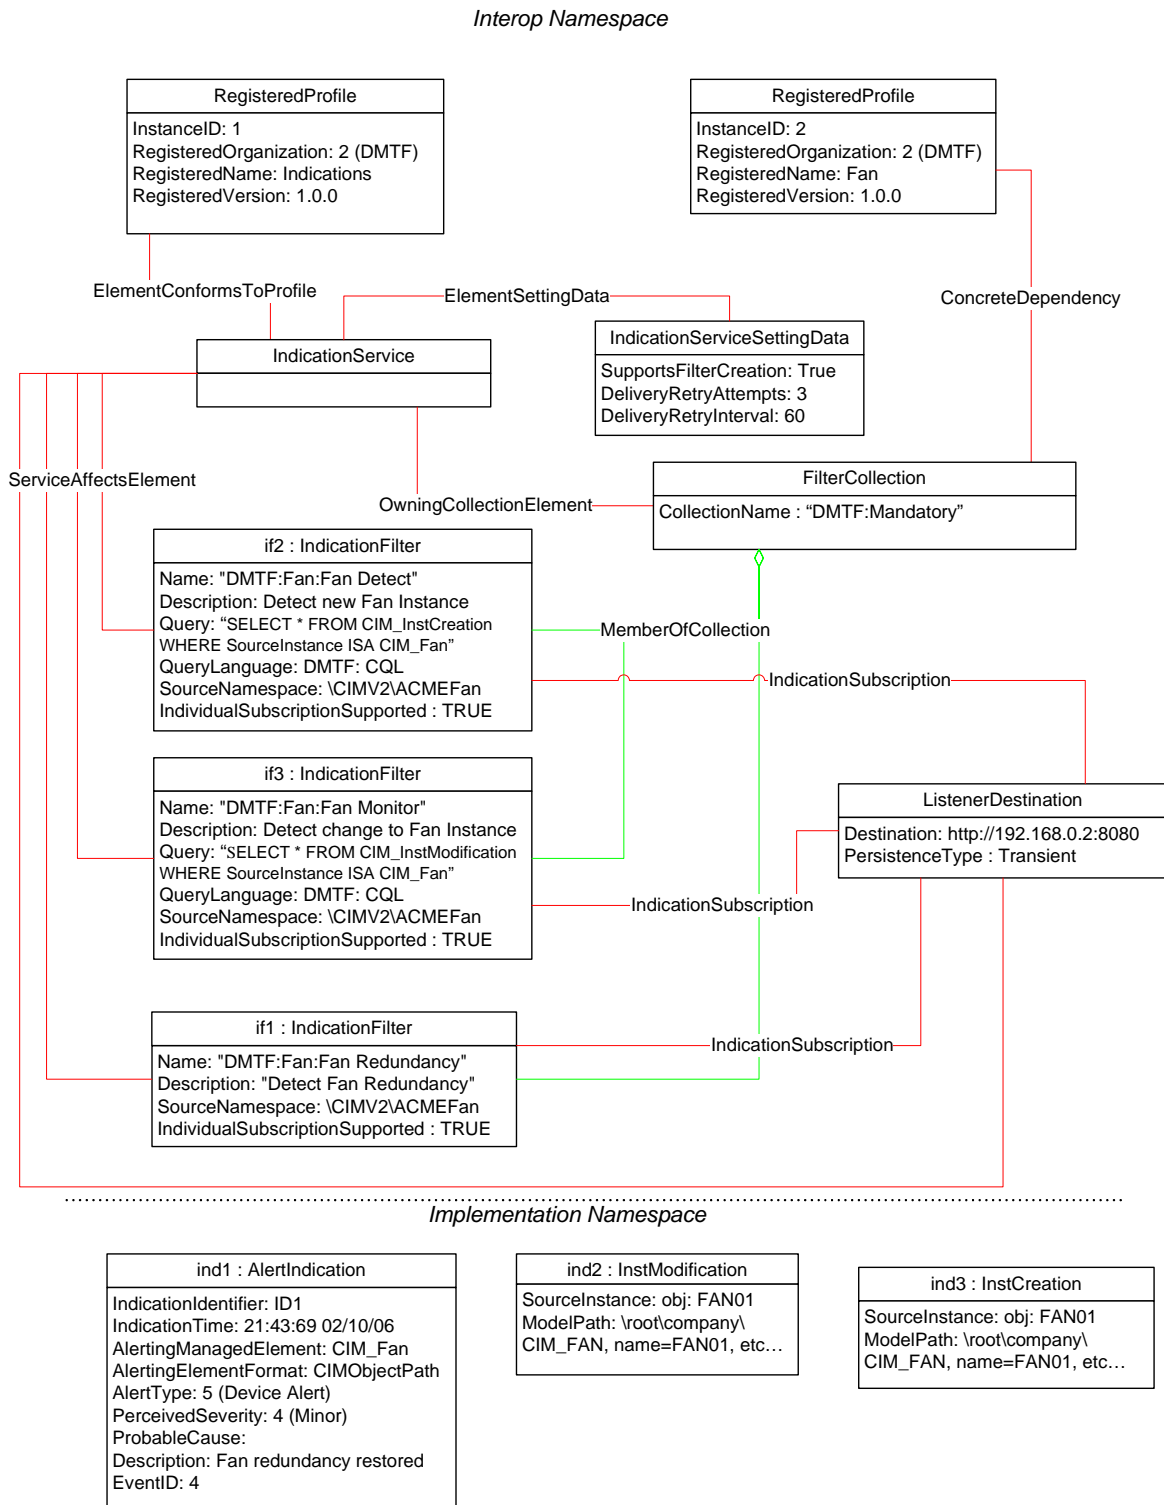 Interop Namespace
RegisteredProfile
InstanceID: 1
RegisteredOrganization: 2 (DMTF)
RegisteredName: Indications
RegisteredVersion: 1.0.0
RegisteredProfile
InstanceID: 2
RegisteredOrganization: 2 (DMTF)
RegisteredName: Fan
RegisteredVersion: 1.0.0
ElementConformsToProfile
ElementSettingData
ConcreteDependency
IndicationService
IndicationServiceSettingData
SupportsFilterCreation: True
DeliveryRetryAttempts: 3
DeliveryRetryInterval: 60
ServiceAffectsElement
OwningCollectionElement
FilterCollection
CollectionName : “DMTF:Mandatory”
if2 : IndicationFilter
Name: "DMTF:Fan:Fan Detect"
Description: Detect new Fan Instance
Query: “SELECT * FROM CIM_InstCreation
WHERE SourceInstance ISA CIM_Fan”
QueryLanguage: DMTF: CQL
SourceNamespace: \CIMV2\ACMEFan
IndividualSubscriptionSupported : TRUE
MemberOfCollection
IndicationSubscription
if3 : IndicationFilter
Name: "DMTF:Fan:Fan Monitor"
Description: Detect change to Fan Instance
Query: “SELECT * FROM CIM_InstModification
WHERE SourceInstance ISA CIM_Fan”
QueryLanguage: DMTF: CQL
SourceNamespace: \CIMV2\ACMEFan
IndividualSubscriptionSupported : TRUE
ListenerDestination
Destination: http://192.168.0.2:8080
PersistenceType : Transient
IndicationSubscription
if1 : IndicationFilter
Name: "DMTF:Fan:Fan Redundancy"
Description: "Detect Fan Redundancy"
SourceNamespace: \CIMV2\ACMEFan
IndividualSubscriptionSupported : TRUE
IndicationSubscription
Implementation Namespace
ind1 : AlertIndication
IndicationIdentifier: ID1
IndicationTime: 21:43:69 02/10/06
AlertingManagedElement: CIM_Fan
AlertingElementFormat: CIMObjectPath
AlertType: 5 (Device Alert)
PerceivedSeverity: 4 (Minor)
ProbableCause:
Description: Fan redundancy restored
EventID: 4
ind2 : InstModification
SourceInstance: obj: FAN01
ModelPath: \root\company\
CIM_FAN, name=FAN01, etc…
ind3 : InstCreation
SourceInstance: obj: FAN01
ModelPath: \root\company\
CIM_FAN, name=FAN01, etc…